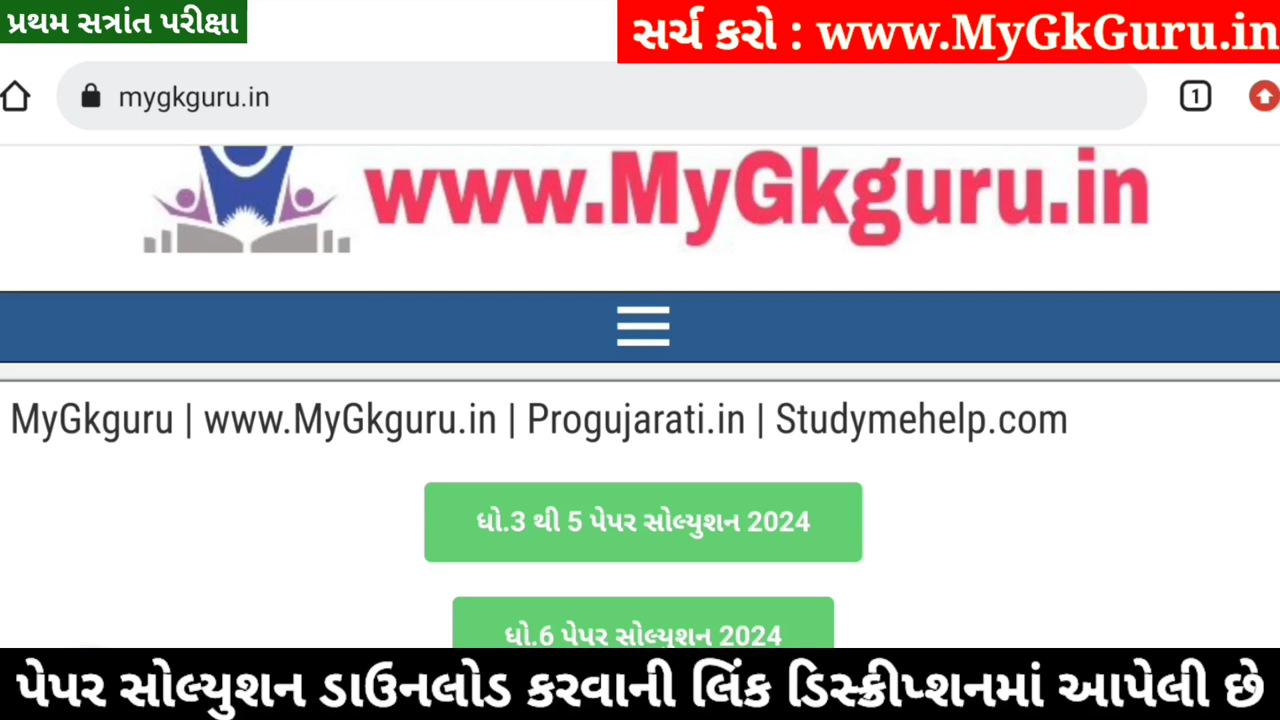 પ્રથમ સત્રાંત પરીક્ષા
સર્ચ કરો : www.MyGkGuru.in
mygkguru.in
1
www.MyGkguru.in
MyGkguru | www.MyGkguru.in | Progujarati.in | Studymehelp.com
ધો.3 થી 5 પેપર સોલ્યુશન 2024
ધો.6 પેપર સોલ્યુશન 2024
પેપર સોલ્યુશન ડાઉનલોડ કરવાની લિંક ડિસ્ક્રીપ્શનમાં આપેલી છે